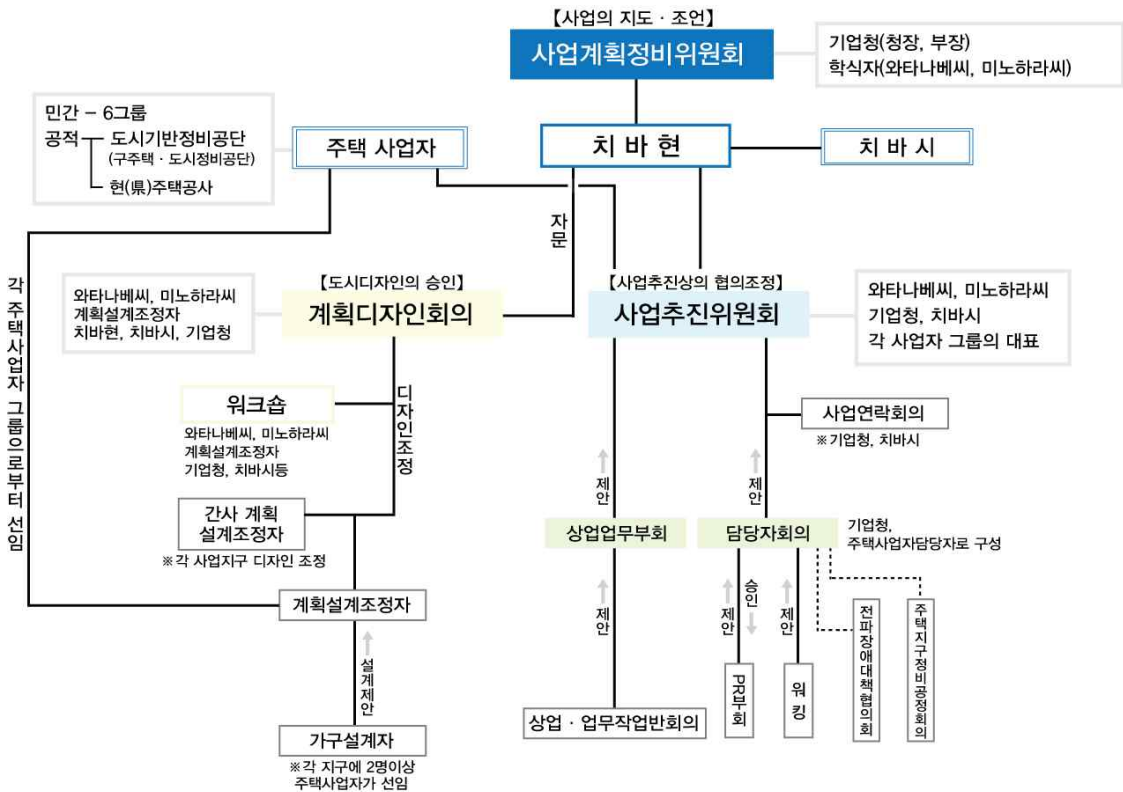 【사업의 지도 · 조언】
사업계획정비위원회
기업청(청장, 부장)
학식자(와타나베씨, 미노하라씨)
민간 – 6그룹
공적 도시기반정비공단
(구주택 · 도시정비공단)
현(県)주택공사
주택 사업자
치 바 현
치 바 시
자문
각 주택사업자 그룹으로부터 선임
와타나베씨, 미노하라씨
계획설계조정자
치바현, 치바시, 기업청
【도시디자인의 승인】
계획디자인회의
【사업추진상의 협의조정】
사업추진위원회
와타나베씨, 미노하라씨
기업청, 치바시
각 사업자 그룹의 대표
워크숍
와타나베씨, 미노하라씨
계획설계조정자
기업청, 치바시등
디자인조정
사업연락회의
※기업청, 치바시
제안
제안
간사 계획
설계조정자
※각 사업지구 디자인 조정
상업업무부회
담당자회의
기업청,
주택사업자담당자로 구성
계획설계조정자
제안
제안
승인
제안
전파장애대책협의회
주택지구정비공정회의
설계제안
PR부회
워킹
상업 · 업무작업반회의
가구설계자
※각 지구에 2명이상
주택사업자가 선임